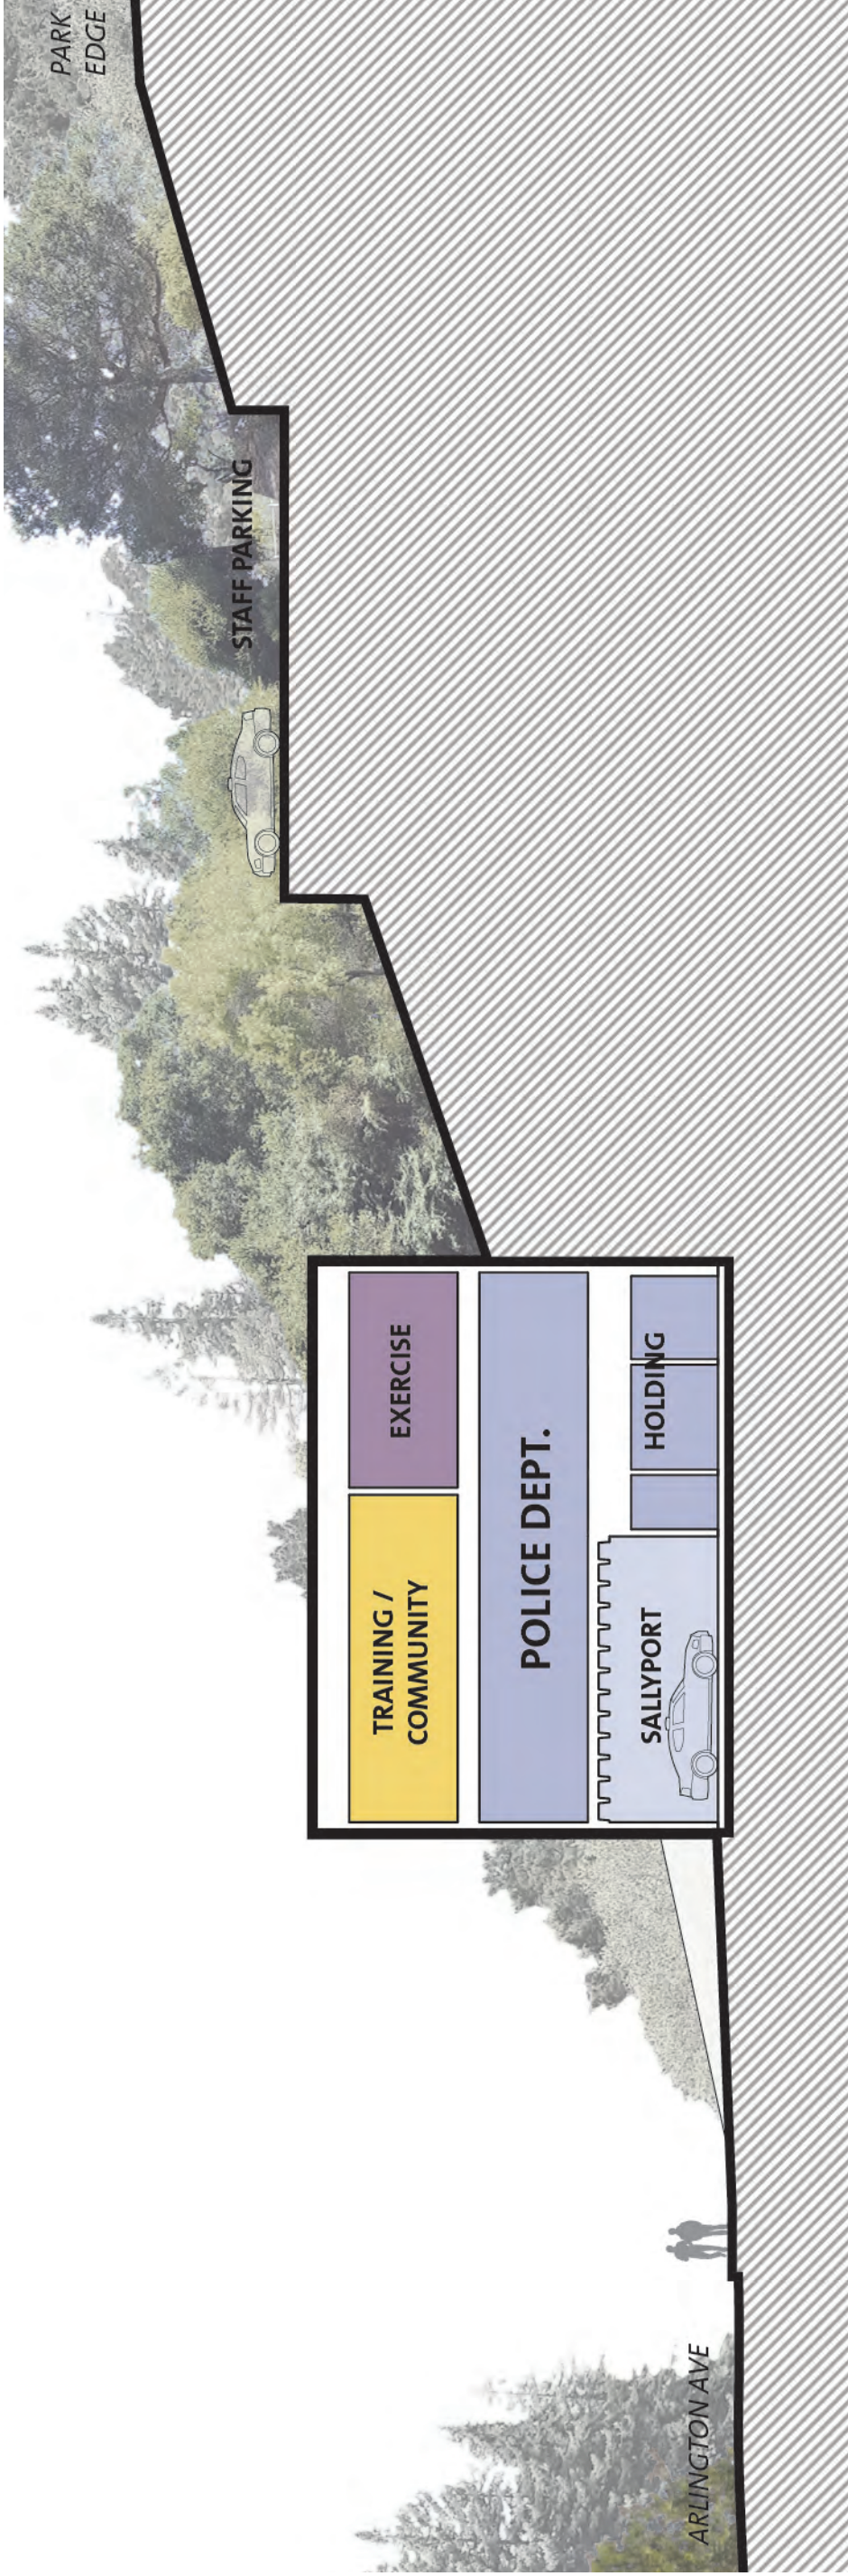 ARLINGTON AVE
TRAINING /
COMMUNITY
EXERCISE
POLICE DEPT.
SALLYPORT
HOLDING
STAFF PARKING
PARK
EDGE